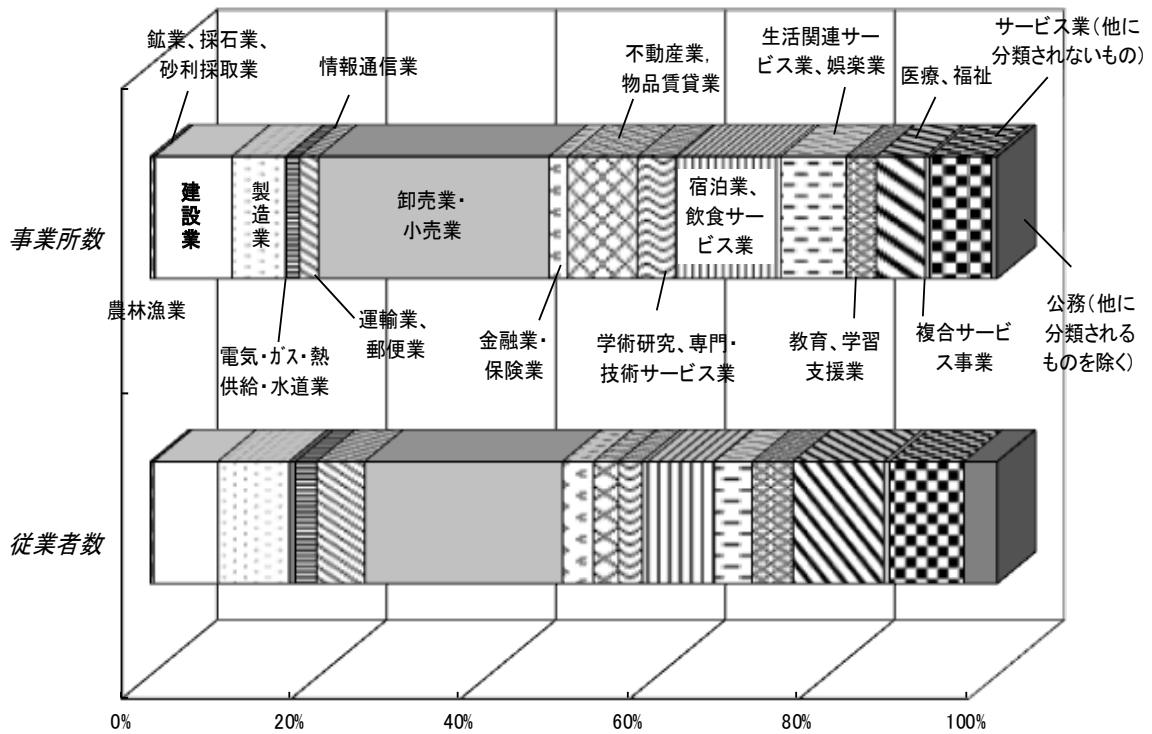 鉱業、採石業、
砂利採取業
情報通信業
不動産業，
物品賃貸業
生活関連サー
ビス業、娯楽業
医療、福祉
サービス業（他に
分類されないもの）
事業所数
建設業
製造業
卸売業・
小売業
宿泊業、
飲食サー
ビス業
農林漁業
電気・ガス・熱
供給・水道業
運輸業、
郵便業
金融業・
保険業
学術研究、専門・
技術サービス業
教育、学習
支援業
複合サービ
ス事業
公務（他に
分類される
ものを除く）
従業者数
0%
20%
40%
60%
80%
100%